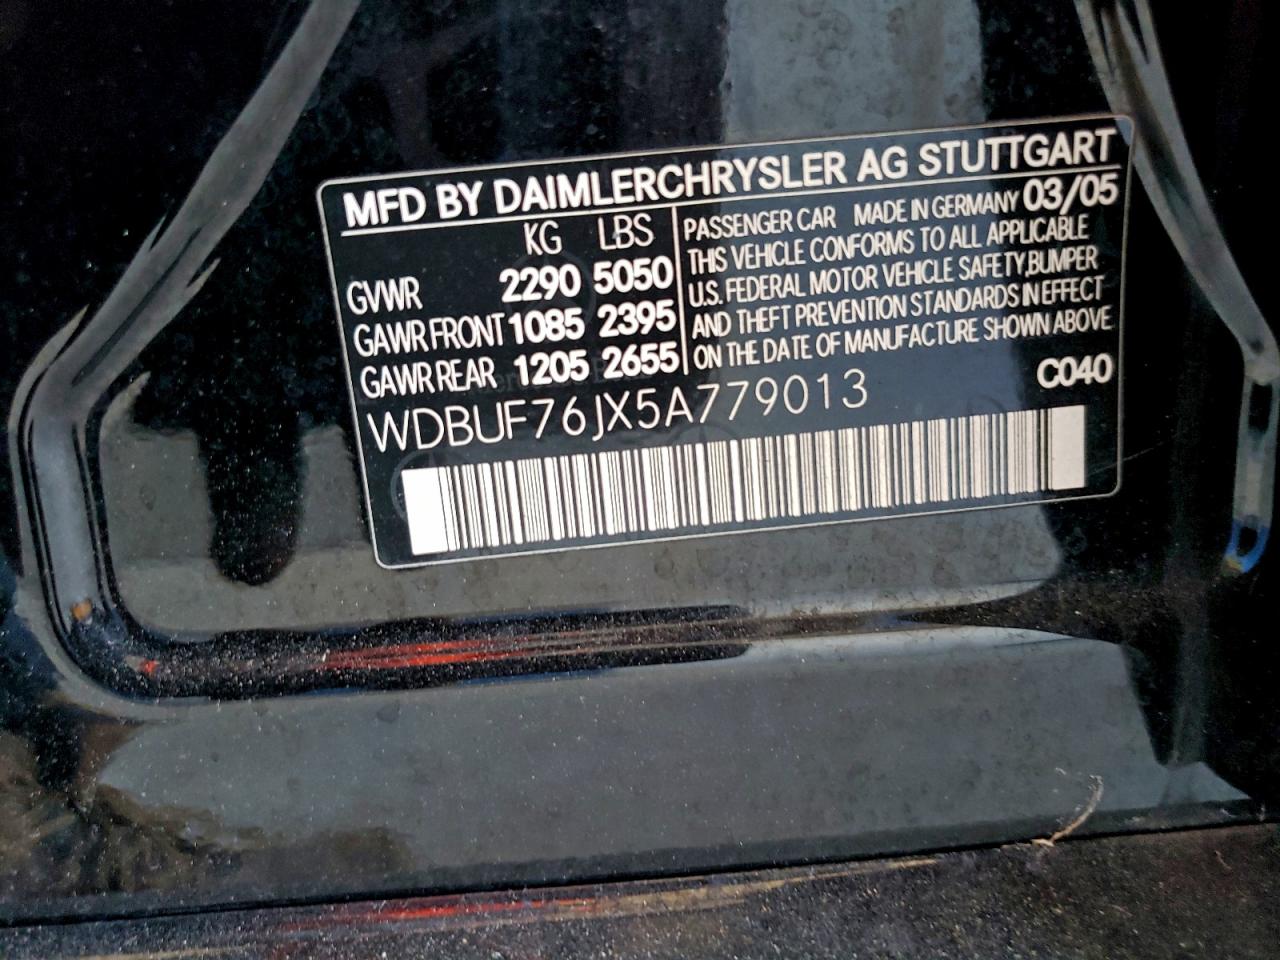 MFD BY DAIMLERCHRYSLER AG STUTTGART
KG LBS
GVWR 2290 5050
GAWR FRONT 1085 2395
GAWR REAR 1205 2655
PASSENGER CAR MADE IN GERMANY 03/05
THIS VEHICLE CONFORMS TO ALL APPLICABLE
U.S. FEDERAL MOTOR VEHICLE SAFETY,BUMPER
AND THEFT PREVENTION STANDARDS IN EFFECT
ON THE DATE OF MANUFACTURE SHOWN ABOVE
C040
WDBUF76JX5A779013